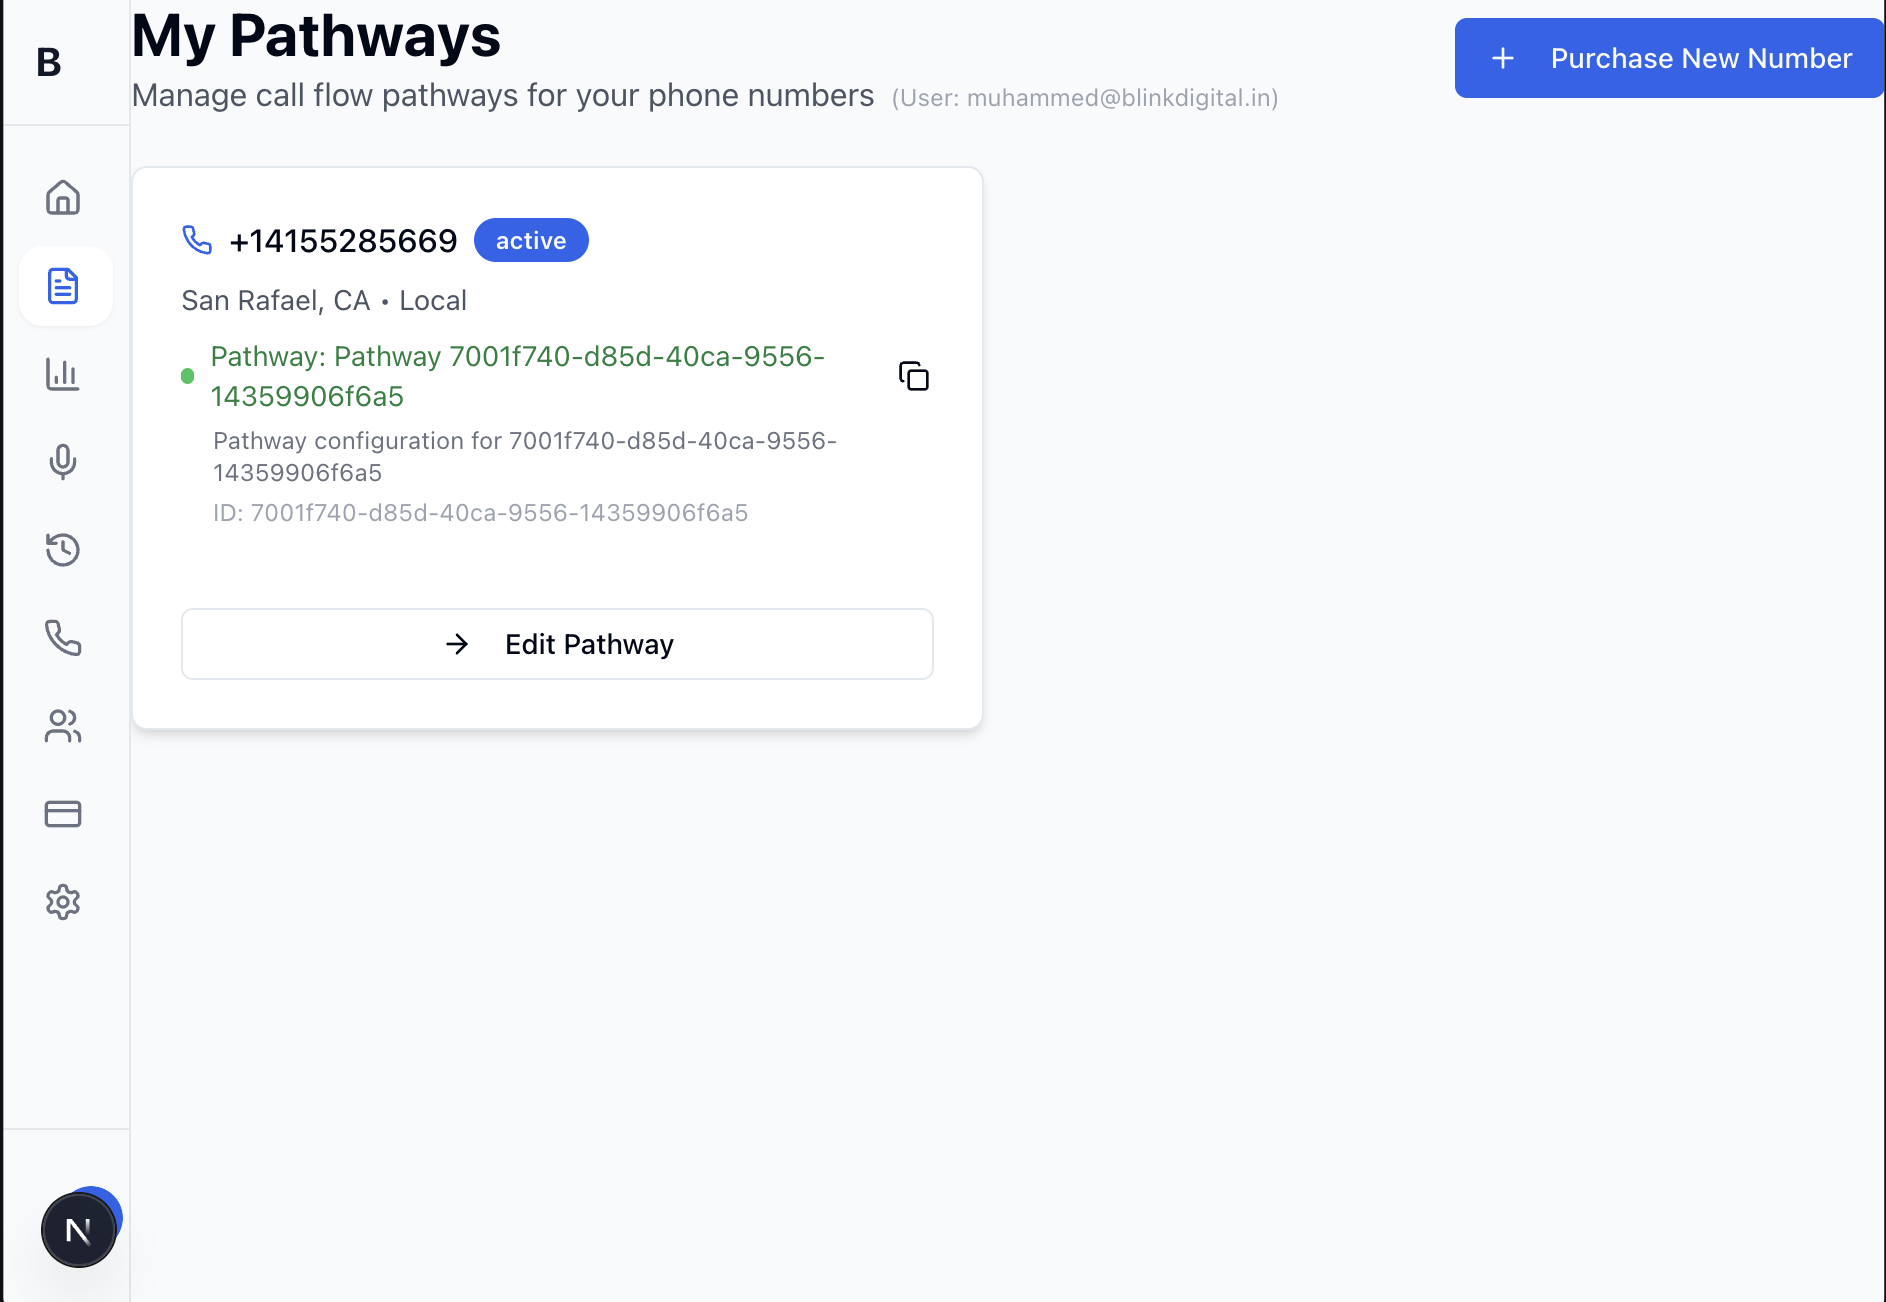 B
My Pathways
Manage call flow pathways for your phone numbers (User: muhammed@blinkdigital.in)
Purchase New Number
+14155285669 active
San Rafael, CA • Local
Pathway: Pathway 7001f740-d85d-40ca-9556-
14359906f6a5
Pathway configuration for 7001f740-d85d-40ca-9556-
14359906f6a5
ID: 7001f740-d85d-40ca-9556-14359906f6a5
Edit Pathway
N